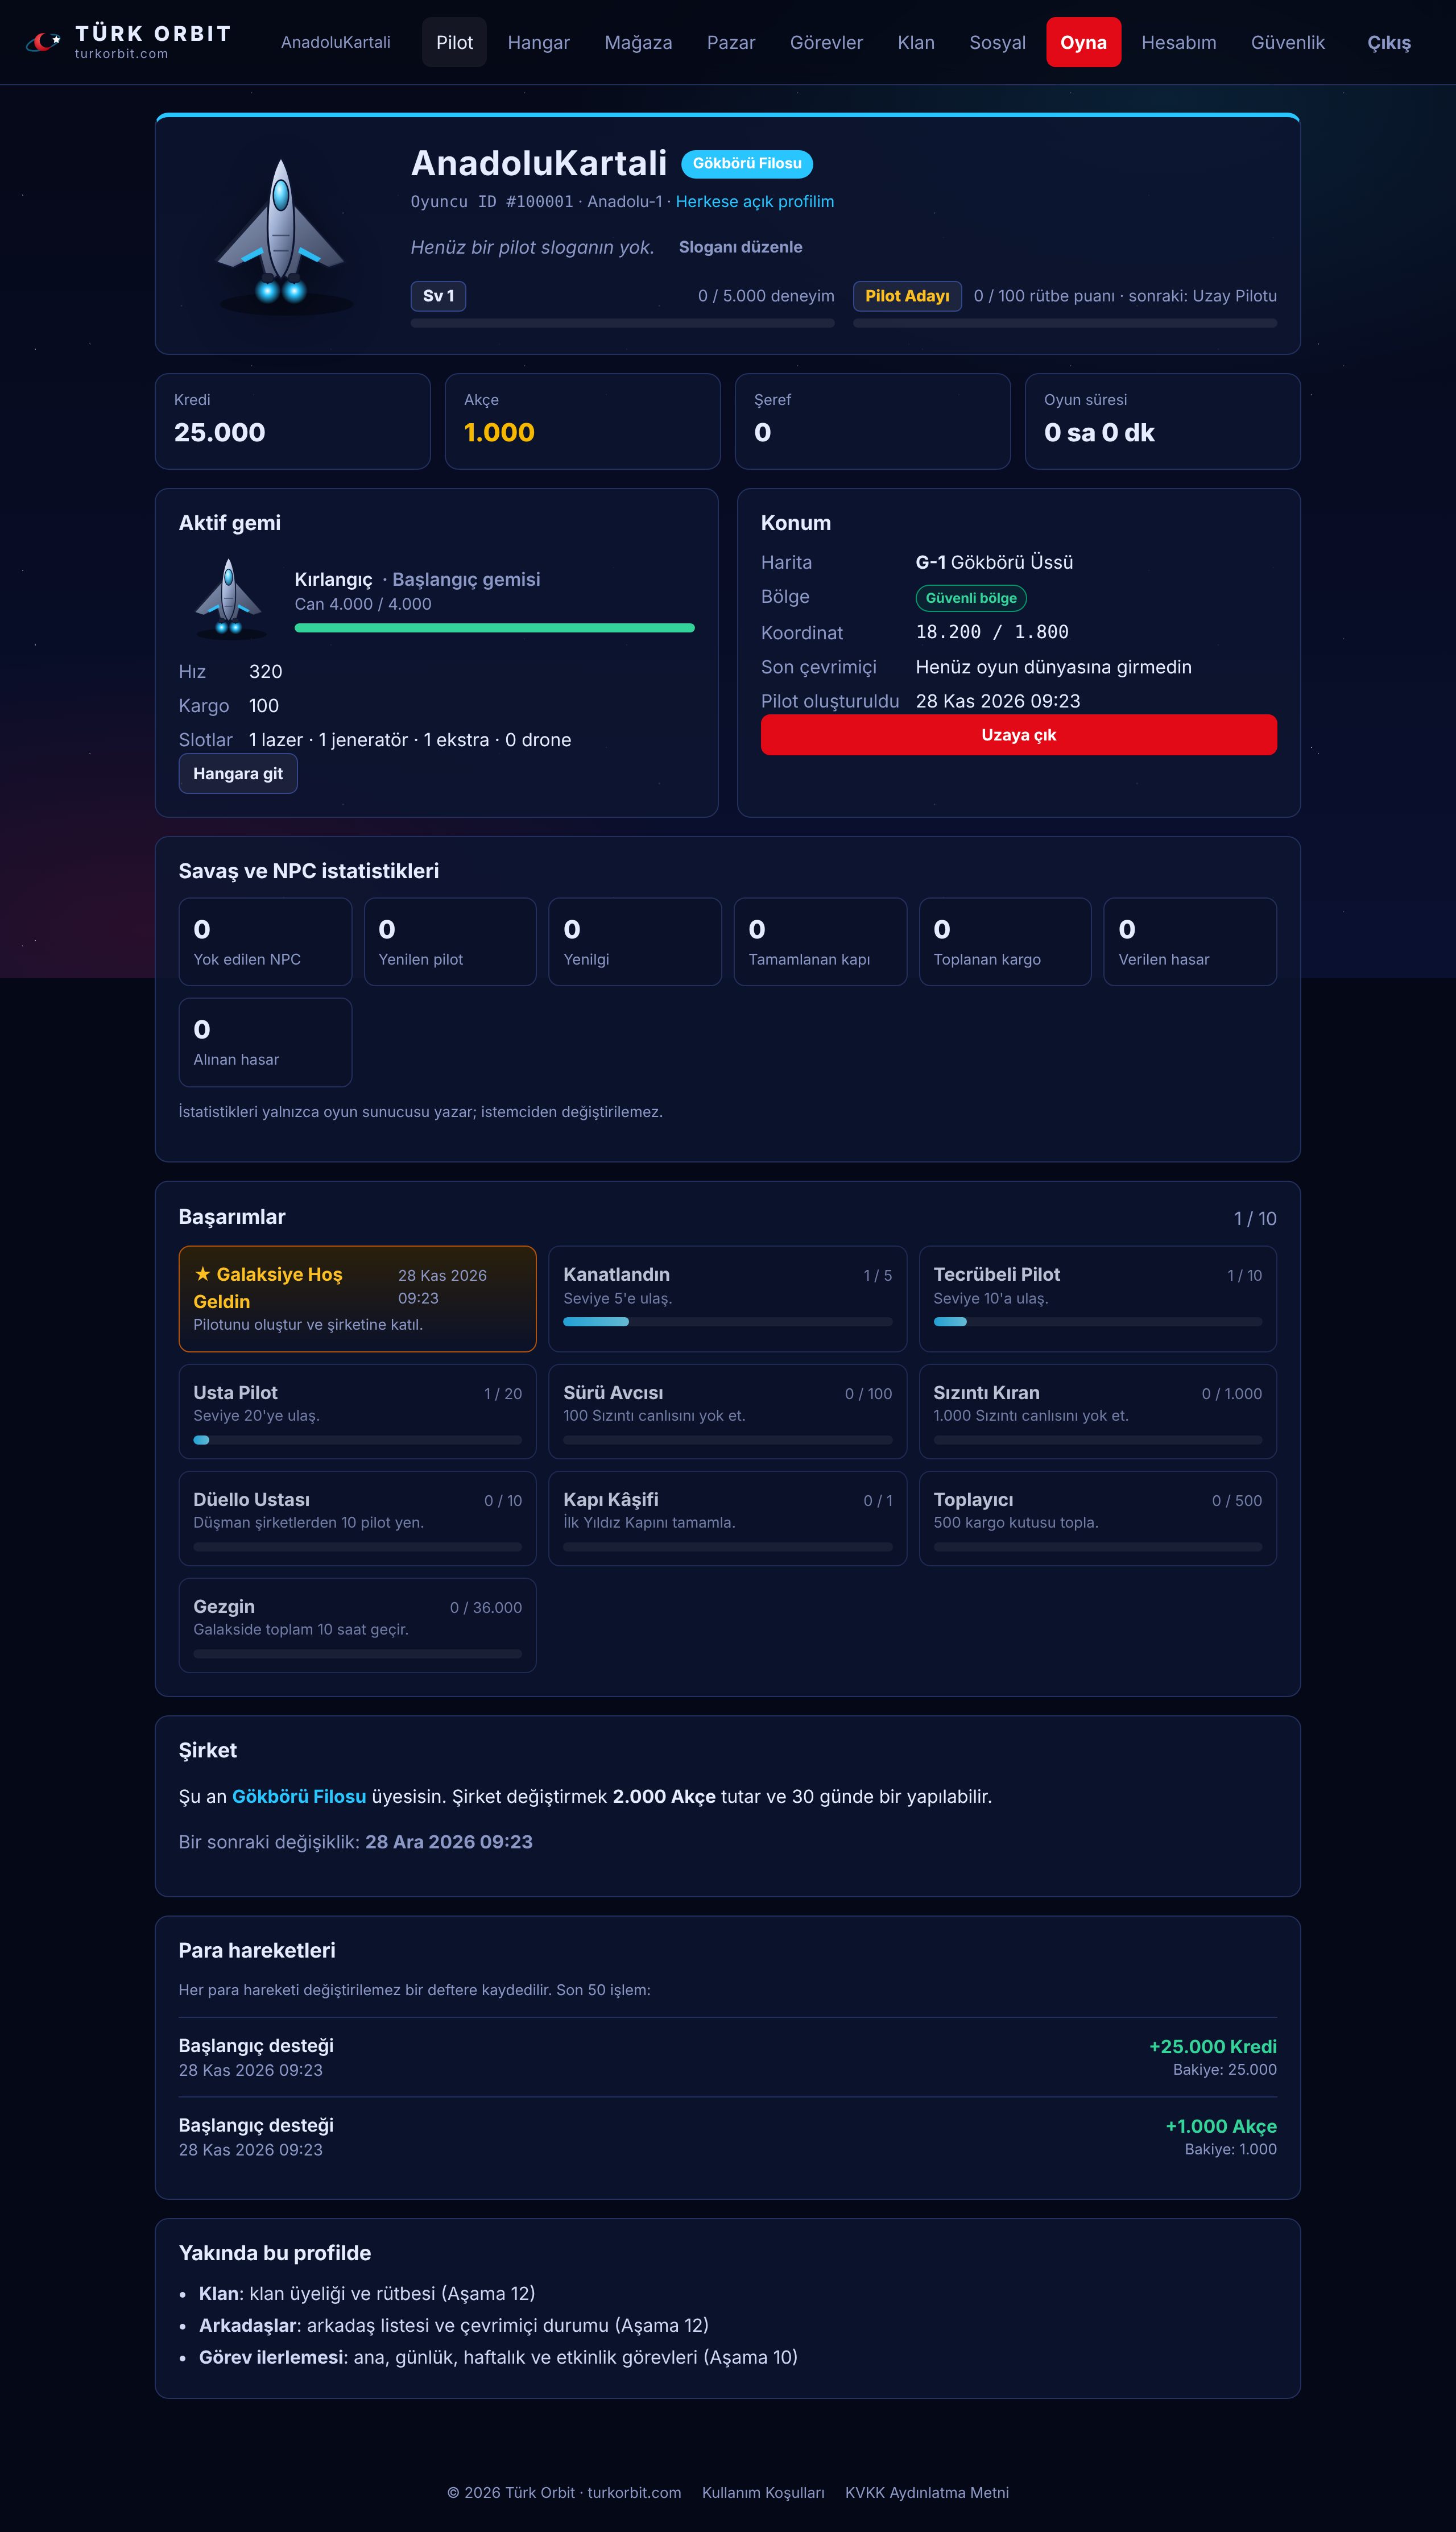 TÜRK ORBIT
turkorbit.com
AnadoluKartali
Pilot
Hangar
Mağaza
Pazar
Görevler
Klan
Sosyal
Oyna
Hesabım
Güvenlik
Çıkış
AnadoluKartali Gökbörü Filosu
Oyuncu ID #100001 · Anadolu-1 · Herkese açık profilim
Henüz bir pilot sloganın yok. Sloganı düzenle
Sv 1 0 / 5.000 deneyim
Pilot Adayı 0 / 100 rütbe puanı · sonraki: Uzay Pilotu
Kredi
25.000
Akçe
1.000
Şeref
0
Oyun süresi
0 sa 0 dk
Aktif gemi
Kırlangıç · Başlangıç gemisi
Can 4.000 / 4.000
Hız 320
Kargo 100
Slotlar 1 lazer · 1 jeneratör · 1 ekstra · 0 drone
Hangara git
Konum
Harita G-1 Gökbörü Üssü
Bölge Güvenli bölge
Koordinat 18.200 / 1.800
Son çevrimiçi Henüz oyun dünyasına girmedin
Pilot oluşturuldu 28 Kas 2026 09:23
Uzaya çık
Savaş ve NPC istatistikleri
0
Yok edilen NPC
0
Yenilen pilot
0
Yenilgi
0
Tamamlanan kapı
0
Toplanan kargo
0
Verilen hasar
0
Alınan hasar
İstatistikleri yalnızca oyun sunucusu yazar; istemciden değiştirilemez.
Başarımlar 1 / 10
★ Galaksiye Hoş
Geldin
28 Kas 2026
09:23
Pilotunu oluştur ve şirketine katıl.
Kanatlandın 1 / 5
Seviye 5'e ulaş.
Tecrübeli Pilot 1 / 10
Seviye 10'a ulaş.
Usta Pilot 1 / 20
Seviye 20'ye ulaş.
Sürü Avcısı 0 / 100
100 Sızıntı canlısını yok et.
Sızıntı Kıran 0 / 1.000
1.000 Sızıntı canlısını yok et.
Düello Ustası 0 / 10
Düşman şirketlerden 10 pilot yen.
Kapı Kâşifi 0 / 1
İlk Yıldız Kapını tamamla.
Toplayıcı 0 / 500
500 kargo kutusu topla.
Gezgin 0 / 36.000
Galakside toplam 10 saat geçir.
Şirket
Şu an Gökbörü Filosu üyesisin. Şirket değiştirmek 2.000 Akçe tutar ve 30 günde bir yapılabilir.
Bir sonraki değişiklik: 28 Ara 2026 09:23
Para hareketleri
Her para hareketi değiştirilemez bir deftere kaydedilir. Son 50 işlem:
Başlangıç desteği +25.000 Kredi
28 Kas 2026 09:23 Bakiye: 25.000
Başlangıç desteği +1.000 Akçe
28 Kas 2026 09:23 Bakiye: 1.000
Yakında bu profilde
• Klan: klan üyeliği ve rütbesi (Aşama 12)
• Arkadaşlar: arkadaş listesi ve çevrimiçi durumu (Aşama 12)
• Görev ilerlemesi: ana, günlük, haftalık ve etkinlik görevleri (Aşama 10)
© 2026 Türk Orbit · turkorbit.com Kullanım Koşulları KVKK Aydınlatma Metni